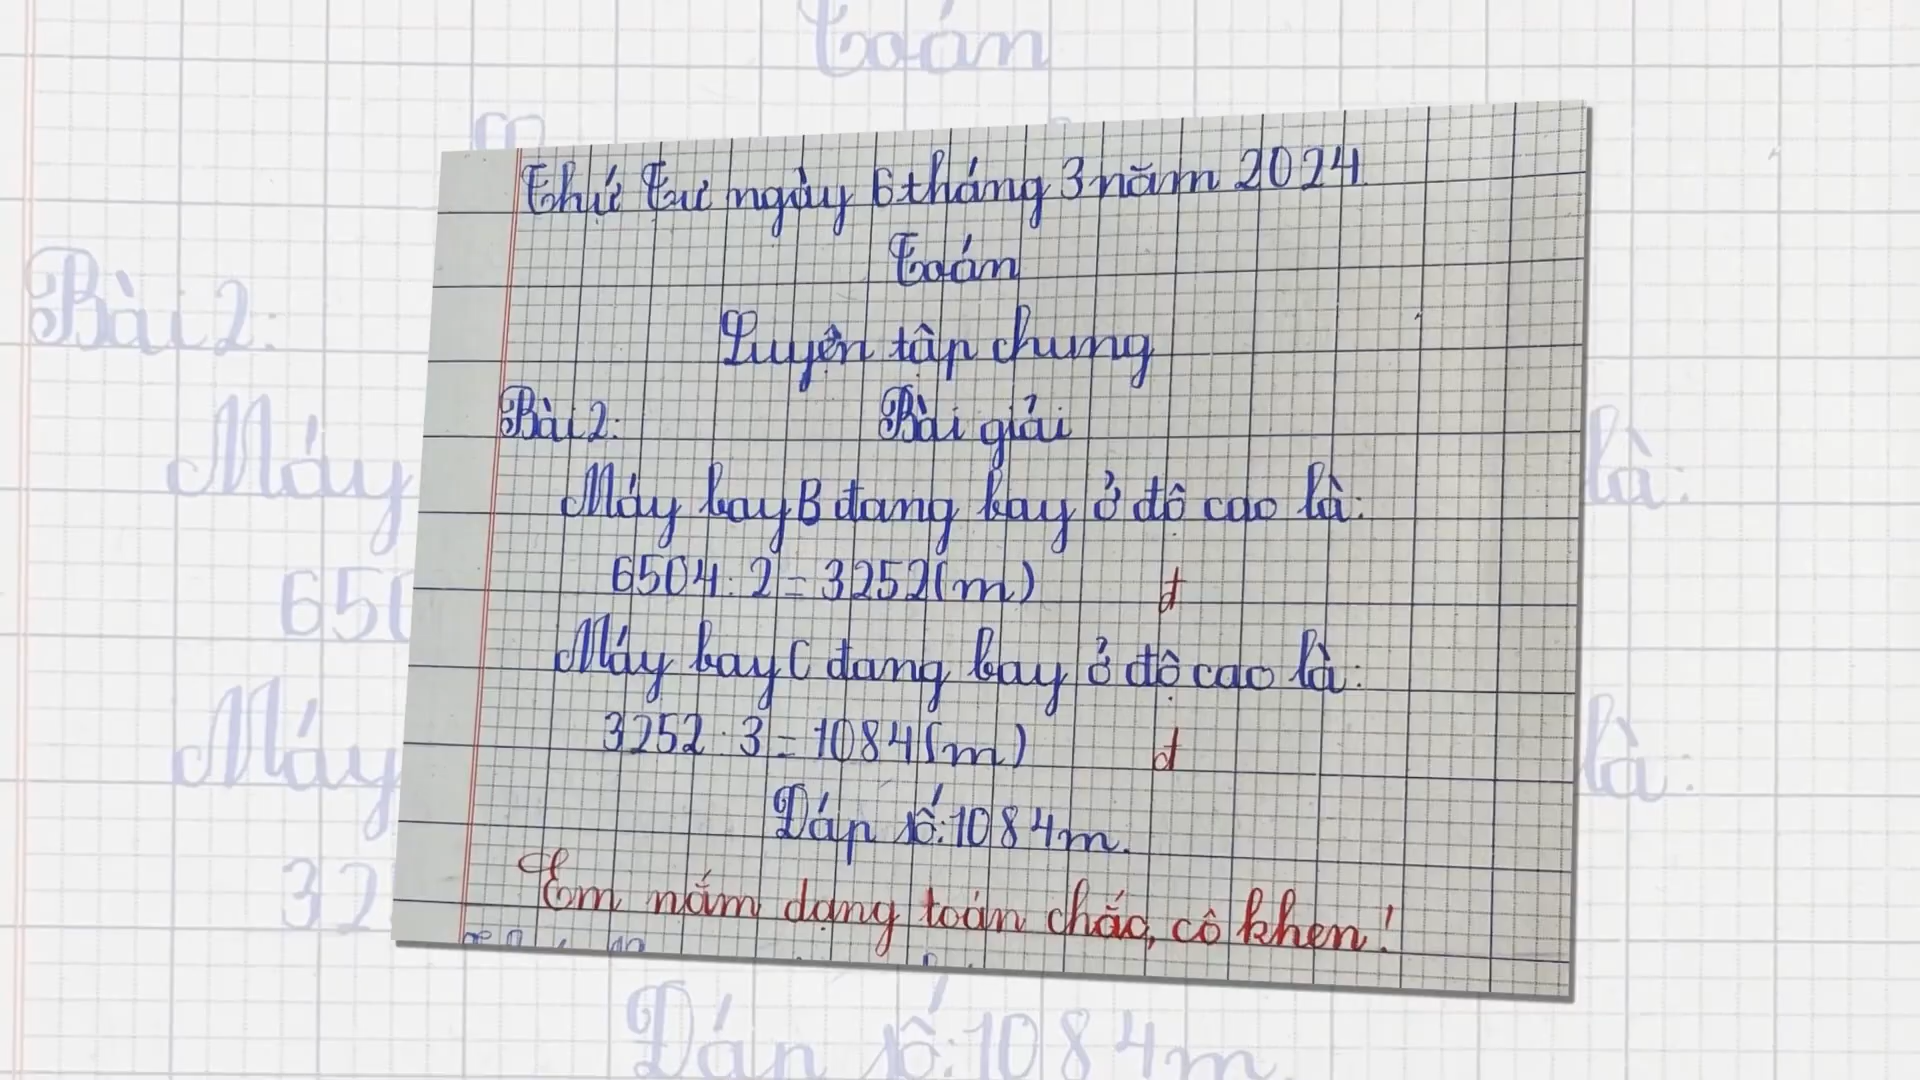 Thứ tư ngày 6 tháng 3 năm 2024
Toán
Luyện tập chung
Bài 2: Bài giải
Máy bay B đang bay ở độ cao là:
6504 : 2 = 3252 (m) đ
Máy bay C đang bay ở độ cao là:
3252 : 3 = 1084 (m) đ
Đáp số: 1084 m.
Em nắm dạng toán chắc, cô khen!